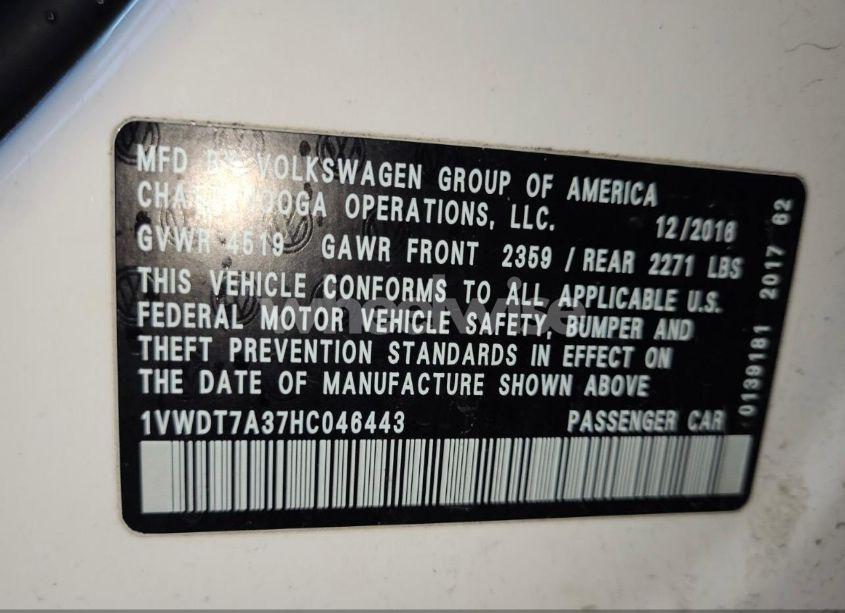 MFD BY VOLKSWAGEN GROUP OF AMERICA
CHATTANOOGA OPERATIONS, LLC.
12/2016
GVWR 4519 GAWR FRONT 2359 / REAR 2271 LBS
THIS VEHICLE CONFORMS TO ALL APPLICABLE U.S.
FEDERAL MOTOR VEHICLE SAFETY, BUMPER AND
THEFT PREVENTION STANDARDS IN EFFECT ON
THE DATE OF MANUFACTURE SHOWN ABOVE
1VWDT7A37HC046443 PASSENGER CAR
0139181 2017 62